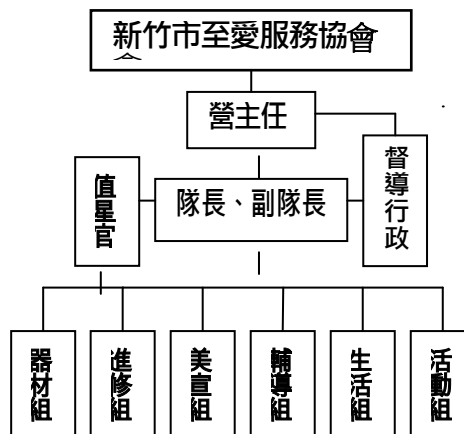 新竹市至愛服務協會
營主任
督導行政
值星官
隊長、副隊長
器材組
進修組
美宣組
輔導組
生活組
活動組